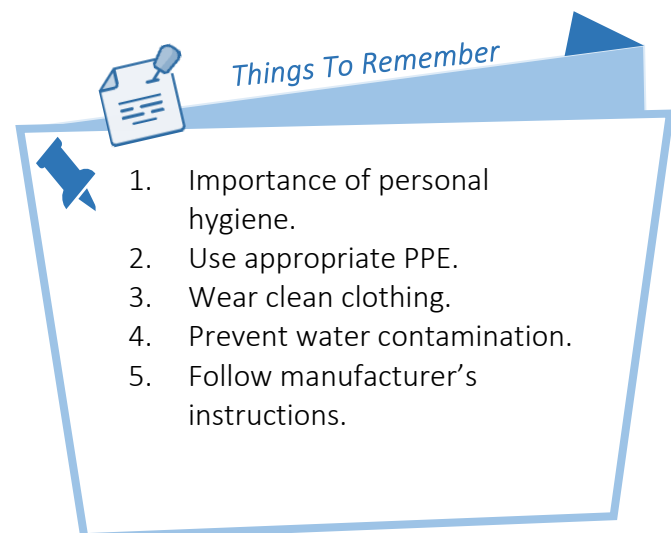 Things To Remember
1. Importance of personal
hygiene.
2. Use appropriate PPE.
3. Wear clean clothing.
4. Prevent water contamination.
5. Follow manufacturer’s
instructions.